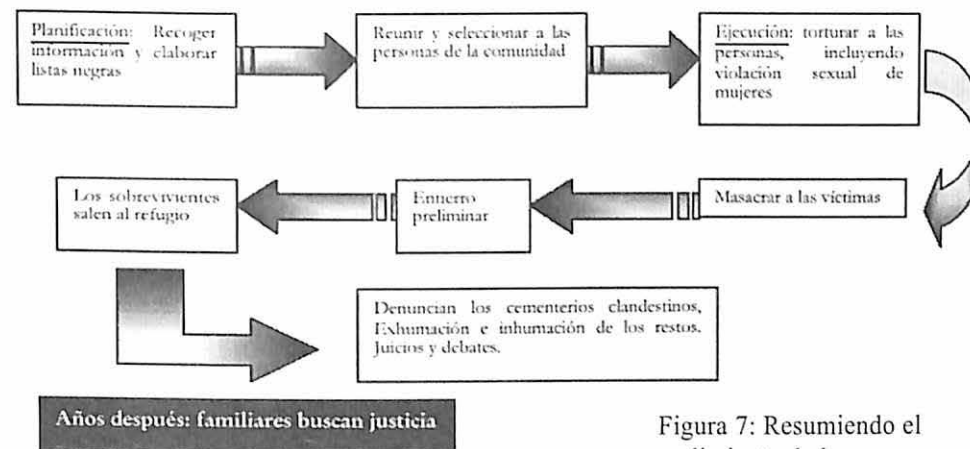 Planificación: Recoger
información y elaborar
listas negras
Reunir y seleccionar a las
personas de la comunidad
Ejecución: torturar a las
personas, incluyendo
violación sexual de
mujeres
Masacrar a las víctimas
Entierro
preliminar
Los sobrevivientes
salen al refugio
Denuncian los cementerios clandestinos,
Exhumación e inhumación de los restos.
Juicios y debates.
Años después: familiares buscan justicia
Figura 7: Resumiendo el